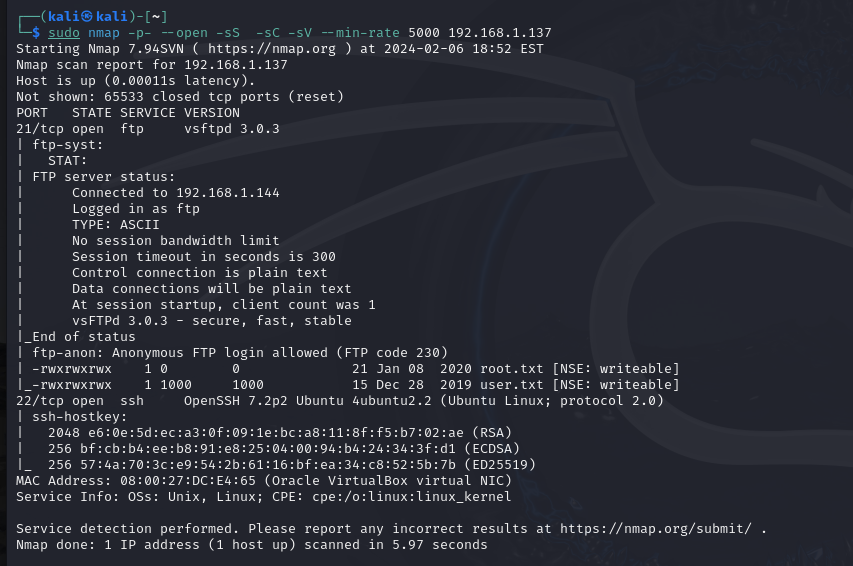 ┌──(kali㉿kali)-[~]
└─$ sudo nmap -p- --open -sS  -sC -sV --min-rate 5000 192.168.1.137
Starting Nmap 7.94SVN ( https://nmap.org ) at 2024-02-06 18:52 EST
Nmap scan report for 192.168.1.137
Host is up (0.00011s latency).
Not shown: 65533 closed tcp ports (reset)
PORT   STATE SERVICE VERSION
21/tcp open  ftp     vsftpd 3.0.3
| ftp-syst:
|   STAT:
| FTP server status:
|      Connected to 192.168.1.144
|      Logged in as ftp
|      TYPE: ASCII
|      No session bandwidth limit
|      Session timeout in seconds is 300
|      Control connection is plain text
|      Data connections will be plain text
|      At session startup, client count was 1
|      vsFTPd 3.0.3 - secure, fast, stable
|_End of status
| ftp-anon: Anonymous FTP login allowed (FTP code 230)
| -rwxrwxrwx    1 0        0              21 Jan 08  2020 root.txt [NSE: writeable]
|_-rwxrwxrwx    1 1000     1000           15 Dec 28  2019 user.txt [NSE: writeable]
22/tcp open  ssh     OpenSSH 7.2p2 Ubuntu 4ubuntu2.2 (Ubuntu Linux; protocol 2.0)
| ssh-hostkey:
|   2048 e6:0e:5d:ec:a3:0f:09:1e:bc:a8:11:8f:f5:b7:02:ae (RSA)
|   256 bf:cb:b4:ee:b8:91:e8:25:04:00:94:b4:24:34:3f:d1 (ECDSA)
|_  256 57:4a:70:3c:e9:54:2b:61:16:bf:ea:34:c8:52:5b:7b (ED25519)
MAC Address: 08:00:27:DC:E4:65 (Oracle VirtualBox virtual NIC)
Service Info: OSs: Unix, Linux; CPE: cpe:/o:linux:linux_kernel

Service detection performed. Please report any incorrect results at https://nmap.org/submit/ .
Nmap done: 1 IP address (1 host up) scanned in 5.97 seconds